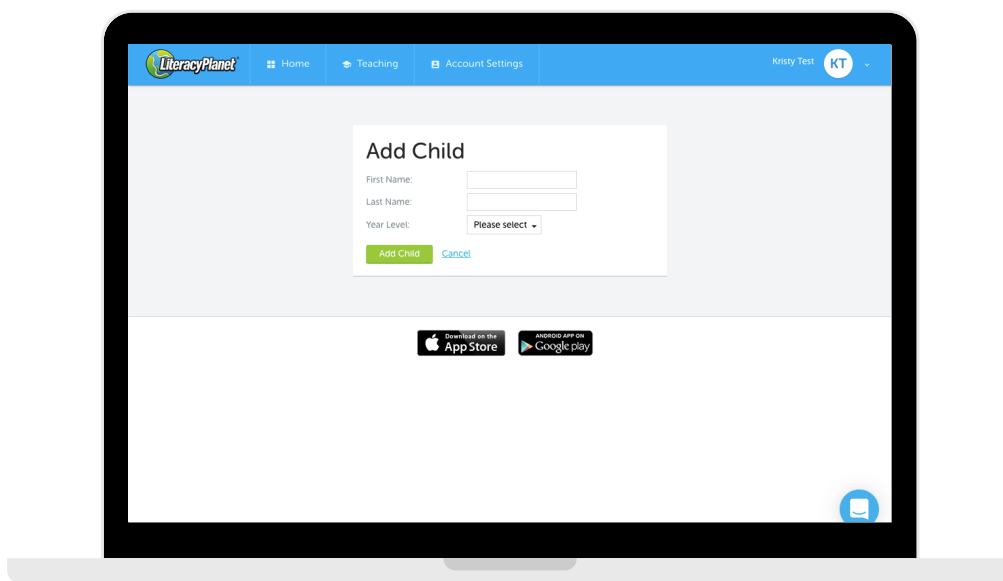 LiteracyPlanet
Home
Teaching
Account Settings
Kristy Test
KT
Add Child
First Name:
Last Name:
Year Level:
Please select
Add Child
Cancel
Download on the
App Store
ANDROID APP ON
Google play